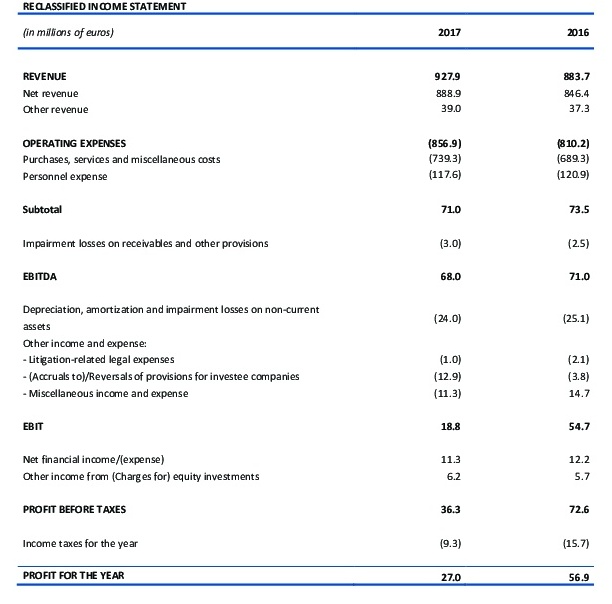 RECLASSIFIED INCOME STATEMENT
(in millions of euros) 2017 2016
REVENUE 927.9 883.7
Net revenue 888.9 846.4
Other revenue 39.0 37.3
OPERATING EXPENSES (856.9) (810.2)
Purchases, services and miscellaneous costs (739.3) (689.3)
Personnel expense (117.6) (120.9)
Subtotal 71.0 73.5
Impairment losses on receivables and other provisions (3.0) (2.5)
EBITDA 68.0 71.0
Depreciation, amortization and impairment losses on non-current
assets (24.0) (25.1)
Other income and expense:
- Litigation-related legal expenses (1.0) (2.1)
- (Accruals to)/Reversals of provisions for investee companies (12.9) (3.8)
- Miscellaneous income and expense (11.3) 14.7
EBIT 18.8 54.7
Net financial income/(expense) 11.3 12.2
Other income from (Charges for) equity investments 6.2 5.7
PROFIT BEFORE TAXES 36.3 72.6
Income taxes for the year (9.3) (15.7)
PROFIT FOR THE YEAR 27.0 56.9